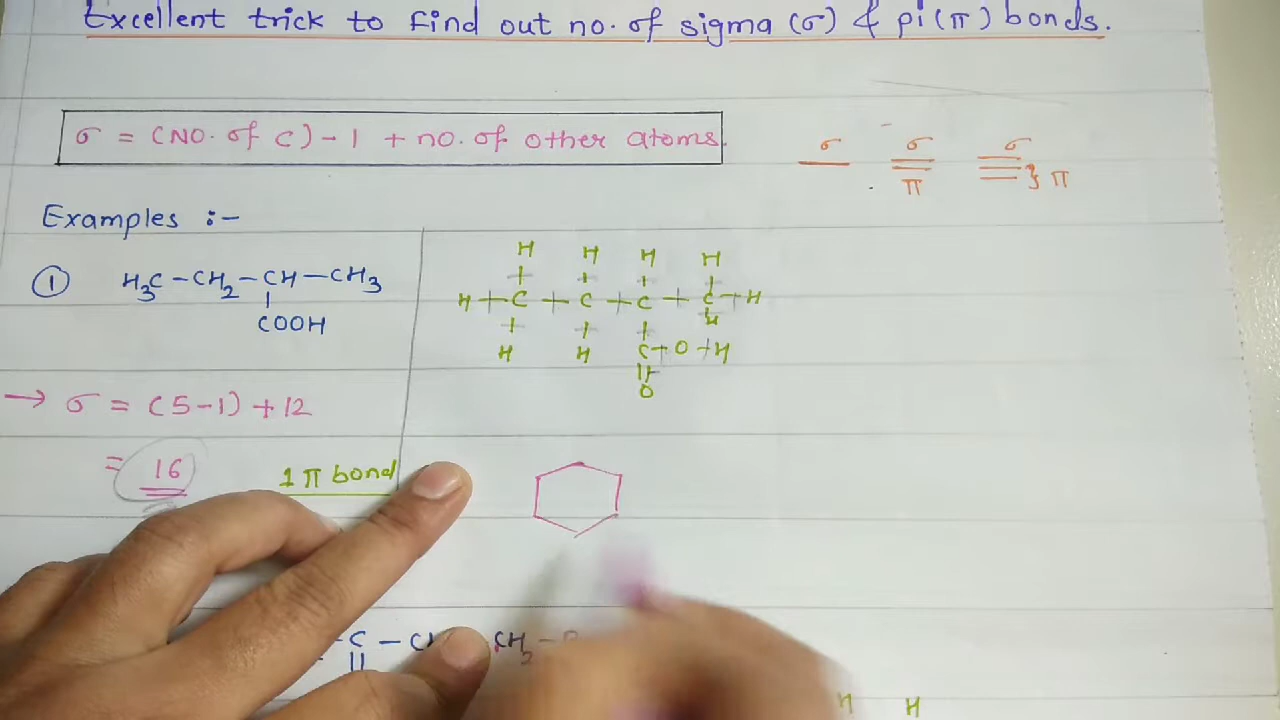 Excellent trick to find out no. of sigma (σ) & pi (π) bonds.
σ = (NO. of C) - 1 + no. of other atoms.
σ σ σ
π } π
Examples :-
① H₃C - CH₂ - CH - CH₃
COOH
H H H H
H C C C C H
H H C O H H
O
→ σ = (5-1) + 12
= 16
1 π bond
C - CH₂
H H